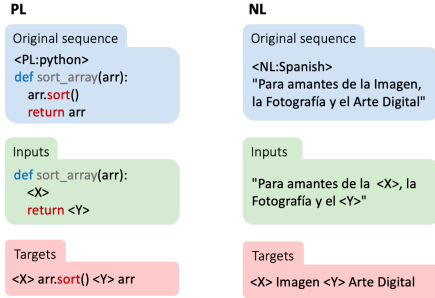 PL
Original sequence
<PL:python>
def sort_array(arr):
arr.sort()
return arr
Inputs
def sort_array(arr):
<X>
return <Y>
Targets
<X> arr.sort() <Y> arr
NL
Original sequence
<NL:Spanish>
"Para amantes de la Imagen,
la Fotografía y el Arte Digital"
Inputs
"Para amantes de la <X>, la
Fotografía y el <Y>"
Targets
<X> Imagen <Y> Arte Digital